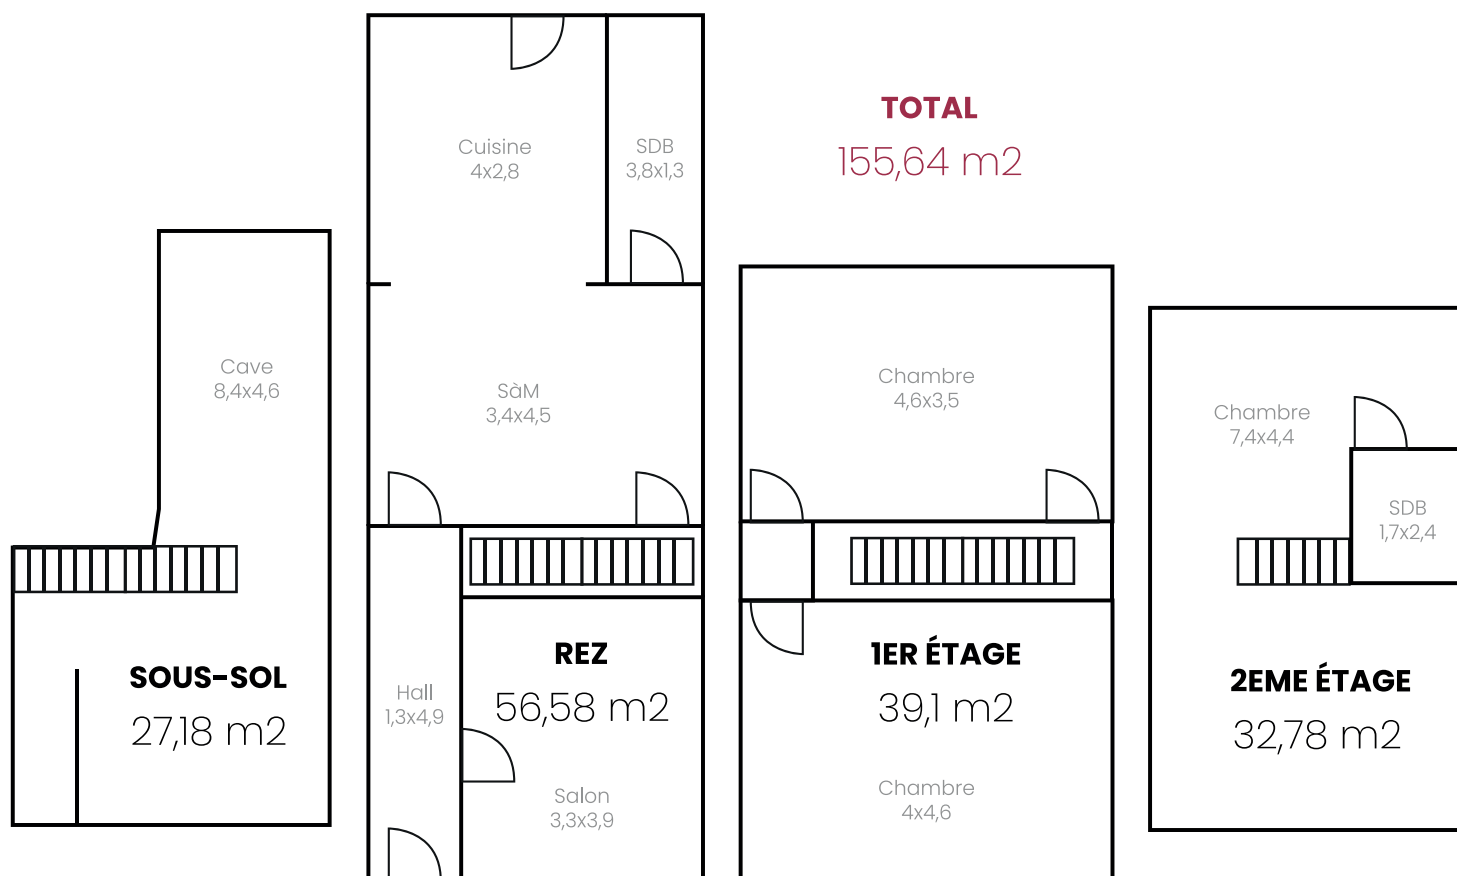 TOTAL
155,64 m2
Cuisine
4x2,8
SDB
3,8x1,3
Cave
8,4x4,6
SàM
3,4x4,5
Chambre
4,6x3,5
Chambre
7,4x4,4
SDB
1,7x2,4
SOUS-SOL
27,18 m2
Hall
1,3x4,9
REZ
56,58 m2
Salon
3,3x3,9
1ER ÉTAGE
39,1 m2
Chambre
4x4,6
2EME ÉTAGE
32,78 m2